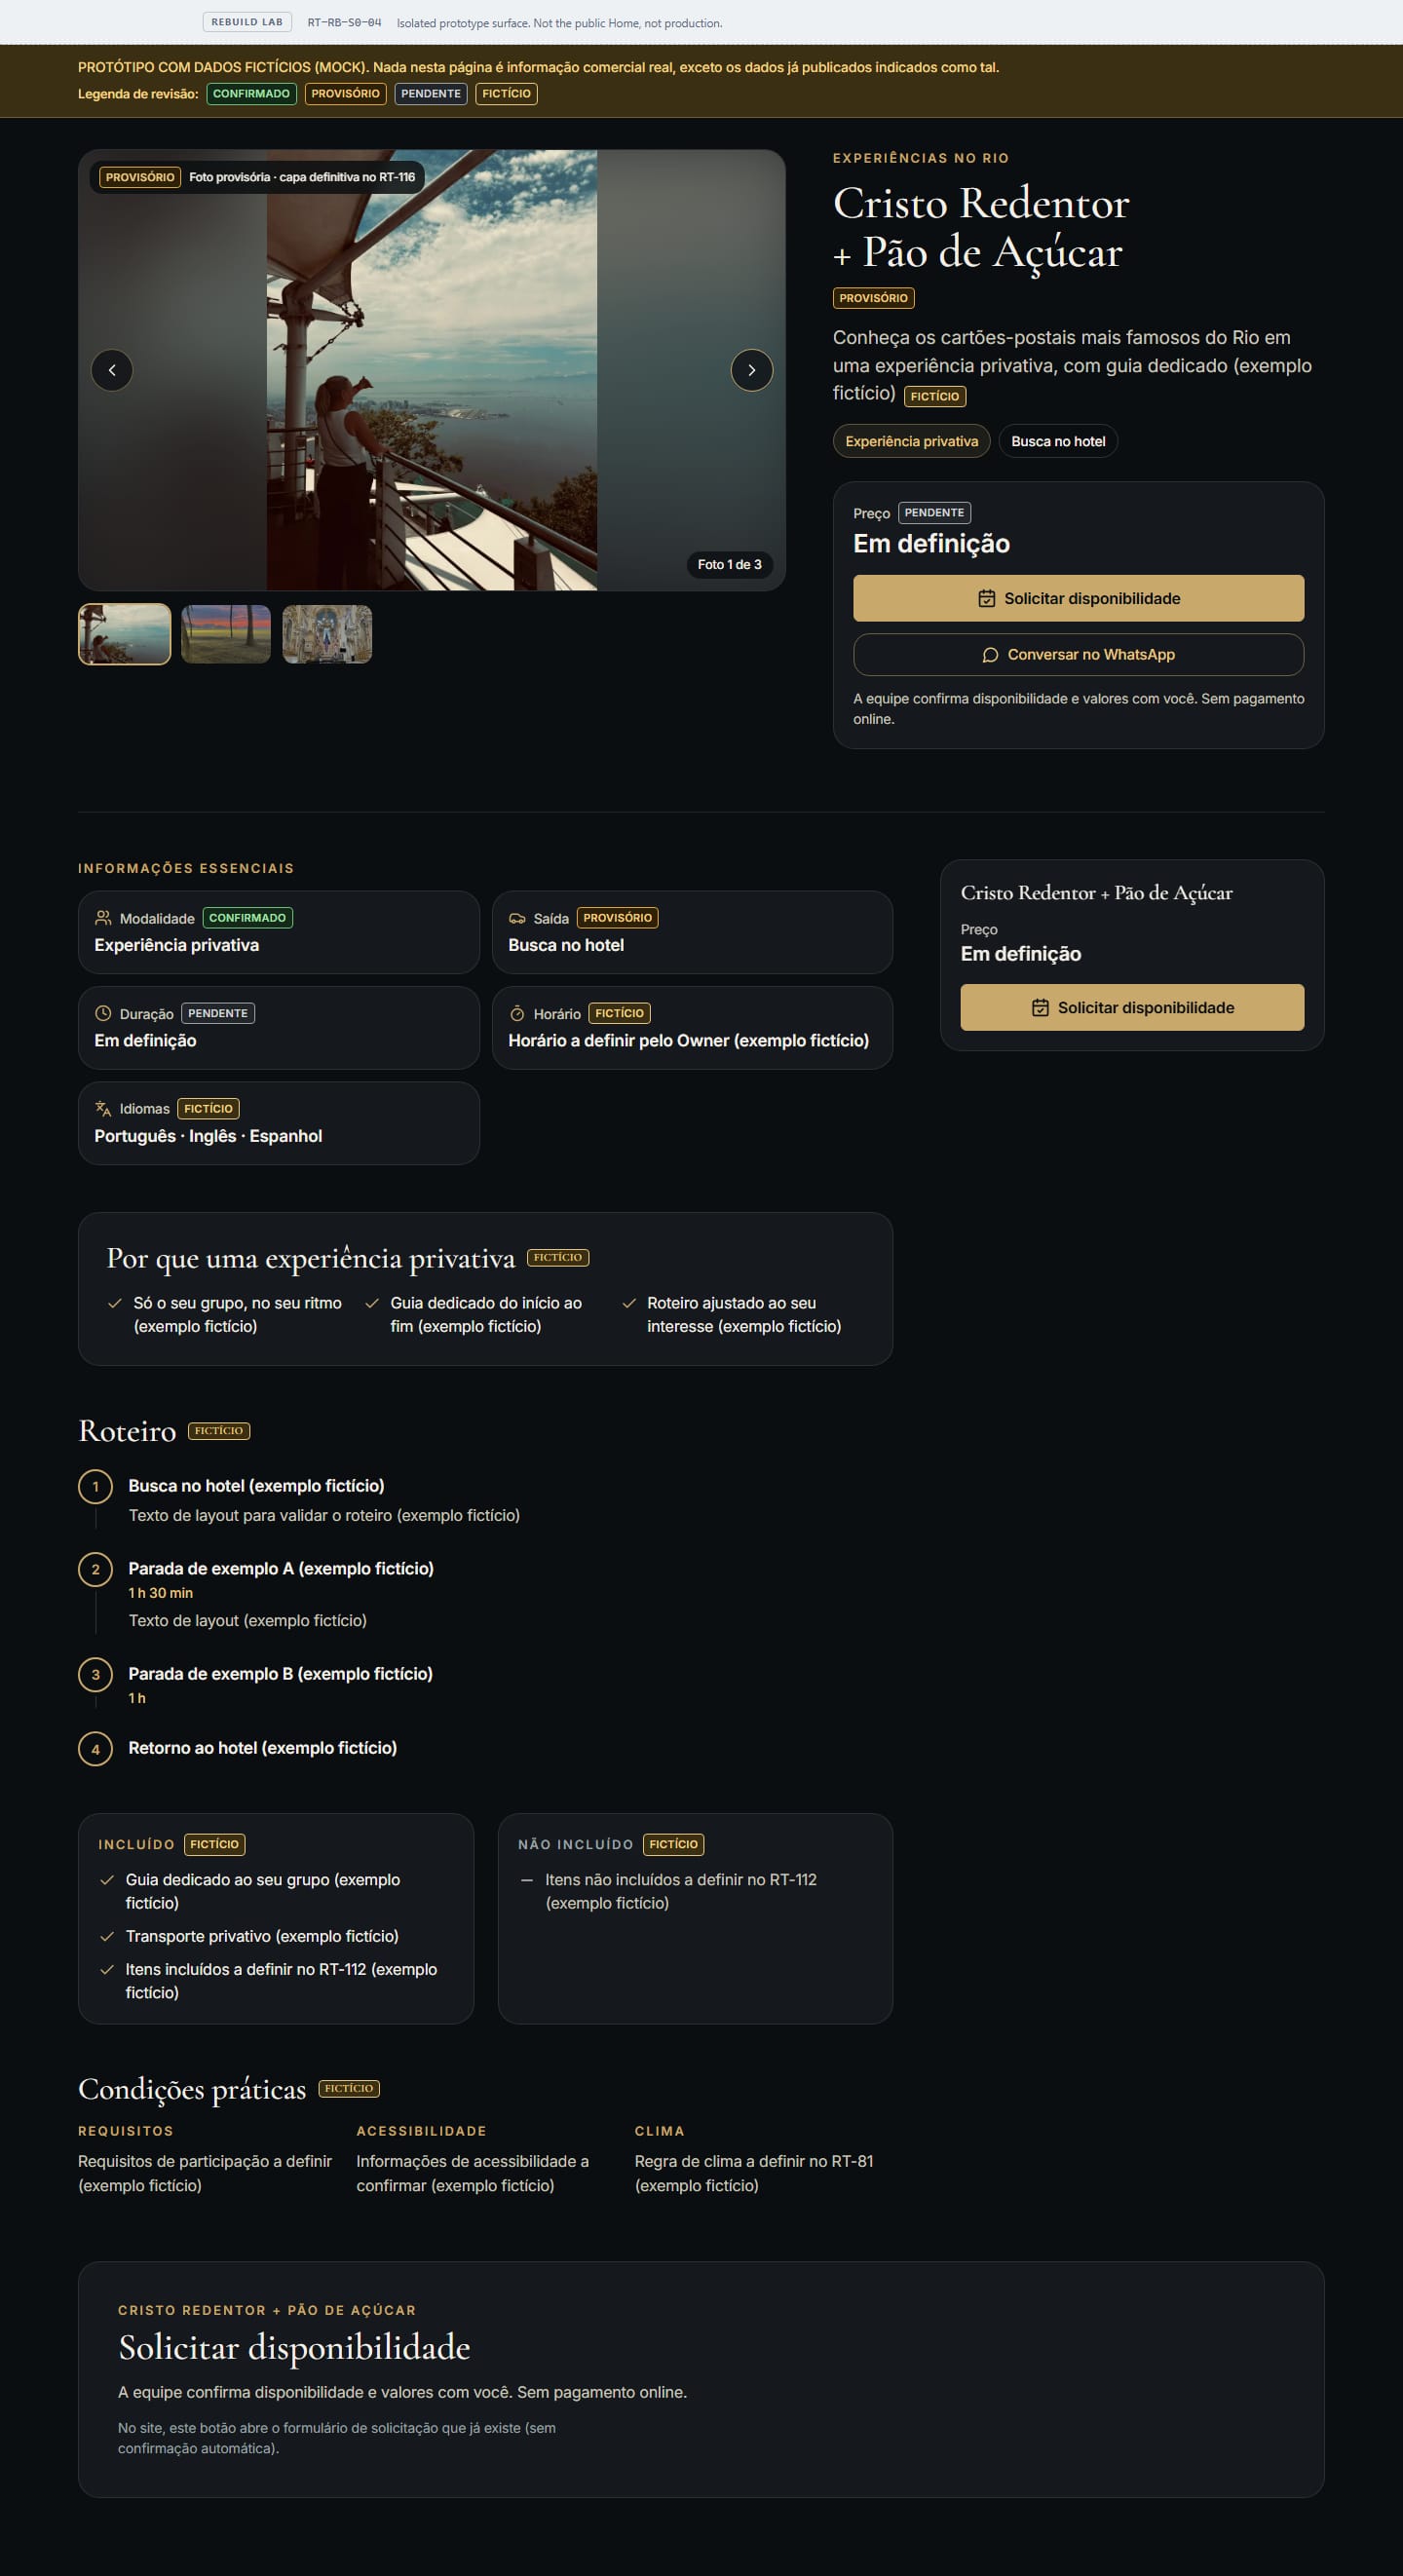 REBUILD LAB RT-RB-S0-04 Isolated prototype surface. Not the public Home, not production.
PROTÓTIPO COM DADOS FICTÍCIOS (MOCK). Nada nesta página é informação comercial real, exceto os dados já publicados indicados como tal.
Legenda de revisão: CONFIRMADO PROVISÓRIO PENDENTE FICTÍCIO
PROVISÓRIO Foto provisória · capa definitiva no RT-116
Foto 1 de 3
EXPERIÊNCIAS NO RIO
Cristo Redentor
+ Pão de Açúcar
PROVISÓRIO
Conheça os cartões-postais mais famosos do Rio em
uma experiência privativa, com guia dedicado (exemplo
fictício) FICTÍCIO
Experiência privativa Busca no hotel
Preço PENDENTE
Em definição
Solicitar disponibilidade
Conversar no WhatsApp
A equipe confirma disponibilidade e valores com você. Sem pagamento
online.
INFORMAÇÕES ESSENCIAIS
Modalidade CONFIRMADO
Experiência privativa
Saída PROVISÓRIO
Busca no hotel
Duração PENDENTE
Em definição
Horário FICTÍCIO
Horário a definir pelo Owner (exemplo fictício)
Idiomas FICTÍCIO
Português · Inglês · Espanhol
Cristo Redentor + Pão de Açúcar
Preço
Em definição
Solicitar disponibilidade
Por que uma experiência privativa FICTÍCIO
Só o seu grupo, no seu ritmo
(exemplo fictício)
Guia dedicado do início ao
fim (exemplo fictício)
Roteiro ajustado ao seu
interesse (exemplo fictício)
Roteiro FICTÍCIO
1 Busca no hotel (exemplo fictício)
Texto de layout para validar o roteiro (exemplo fictício)
2 Parada de exemplo A (exemplo fictício)
1 h 30 min
Texto de layout (exemplo fictício)
3 Parada de exemplo B (exemplo fictício)
1 h
4 Retorno ao hotel (exemplo fictício)
INCLUÍDO FICTÍCIO
Guia dedicado ao seu grupo (exemplo
fictício)
Transporte privativo (exemplo fictício)
Itens incluídos a definir no RT-112 (exemplo
fictício)
NÃO INCLUÍDO FICTÍCIO
Itens não incluídos a definir no RT-112
(exemplo fictício)
Condições práticas FICTÍCIO
REQUISITOS
Requisitos de participação a definir
(exemplo fictício)
ACESSIBILIDADE
Informações de acessibilidade a
confirmar (exemplo fictício)
CLIMA
Regra de clima a definir no RT-81
(exemplo fictício)
CRISTO REDENTOR + PÃO DE AÇÚCAR
Solicitar disponibilidade
A equipe confirma disponibilidade e valores com você. Sem pagamento online.
No site, este botão abre o formulário de solicitação que já existe (sem
confirmação automática).